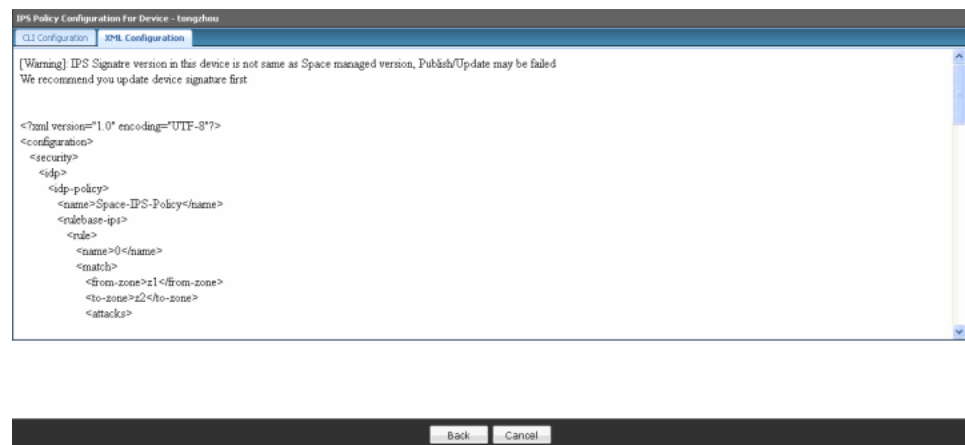 IPS Policy Configuration For Device - tongzhou
CLI Configuration XML Configuration
[Warning]: IPS Signatre version in this device is not same as Space managed version, Publish/Update may be failed
We recommend you update device signature first
<?xml version="1.0" encoding="UTF-8"?>
<configuration>
<security>
<idp>
<idp-policy>
<name>Space-IPS-Policy</name>
<rulebase-ips>
<rule>
<name>0</name>
<match>
<from-zone>z1</from-zone>
<to-zone>z2</to-zone>
<attacks>
Back Cancel